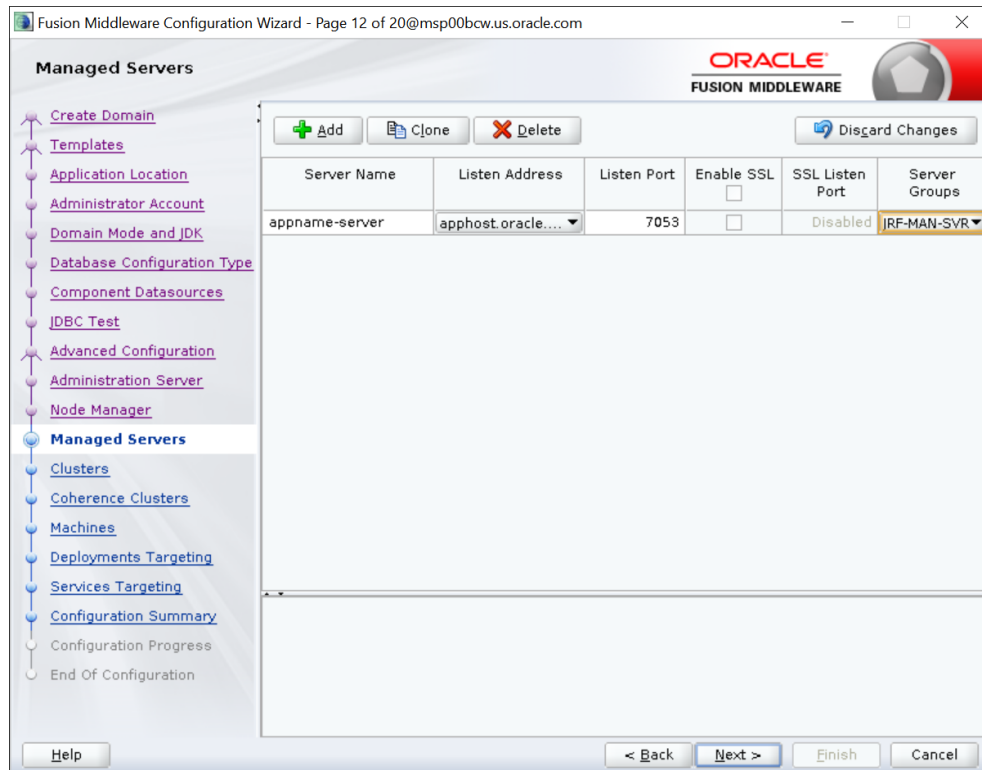 Fusion Middleware Configuration Wizard - Page 12 of 20@msp00bcw.us.oracle.com
Managed Servers
ORACLE
FUSION MIDDLEWARE
Create Domain
Templates
Application Location
Administrator Account
Domain Mode and JDK
Database Configuration Type
Component Datasources
JDBC Test
Advanced Configuration
Administration Server
Node Manager
Managed Servers
Clusters
Coherence Clusters
Machines
Deployments Targeting
Services Targeting
Configuration Summary
Configuration Progress
End Of Configuration
Add Clone Delete Discard Changes
Server Name Listen Address Listen Port Enable SSL SSL Listen Port Server Groups
appname-server apphost.oracle.... 7053 Disabled JRF-MAN-SVR
Help < Back Next > Finish Cancel